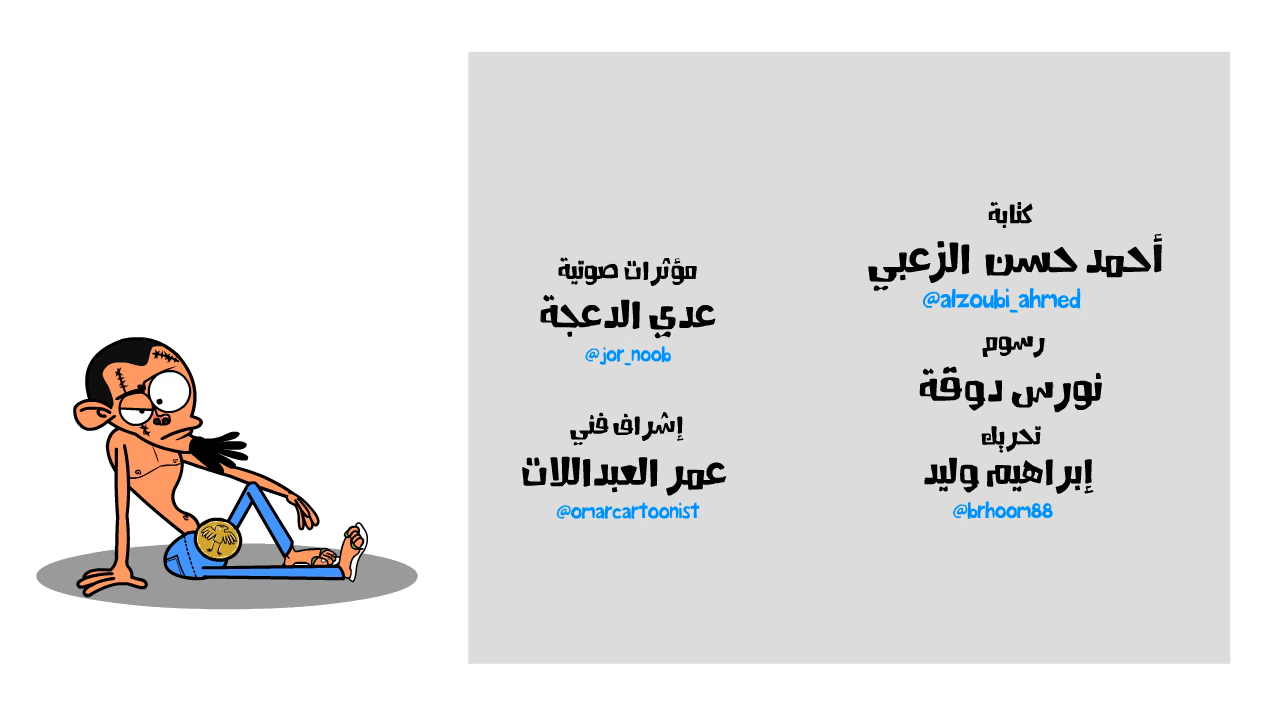 كتابة
أحمد حسن الزعبي
@alzoubi_ahmed
رسوم
نورس دوقة
تحريك
إبراهيم وليد
@brhoom88
مؤثرات صوتية
عدي الدعجة
@jor_noob
إشراف فني
عمر العبداللات
@omarcartoonist